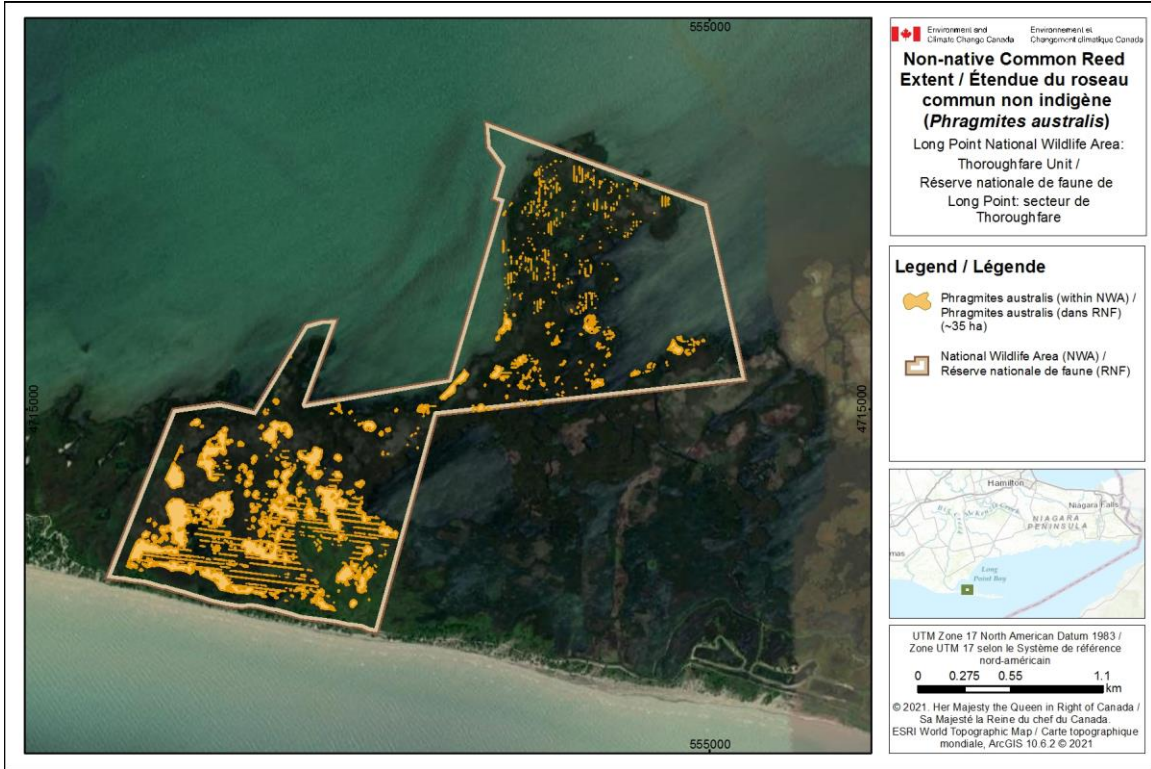 555000
4715000
4715000
555000
Environment and Climate Change Canada
Environnement et Changement climatique Canada
Non-native Common Reed
Extent / Étendue du roseau
commun non indigène
(Phragmites australis)
Long Point National Wildlife Area:
Thoroughfare Unit /
Réserve nationale de faune de
Long Point: secteur de
Thoroughfare
Legend / Légende
Phragmites australis (within NWA) /
Phragmites australis (dans RNF)
(~35 ha)
National Wildlife Area (NWA) /
Réserve nationale de faune (RNF)
Hamilton
Niagara Falls
NIAGARA
PENINSULA
mas
Long
Point Bay
UTM Zone 17 North American Datum 1983 /
Zone UTM 17 selon le Système de référence
nord-américain
0 0.275 0.55 1.1
km
© 2021. Her Majesty the Queen in Right of Canada /
Sa Majesté la Reine du chef du Canada.
ESRI World Topographic Map / Carte topographique
mondiale, ArcGIS 10.6.2 © 2021